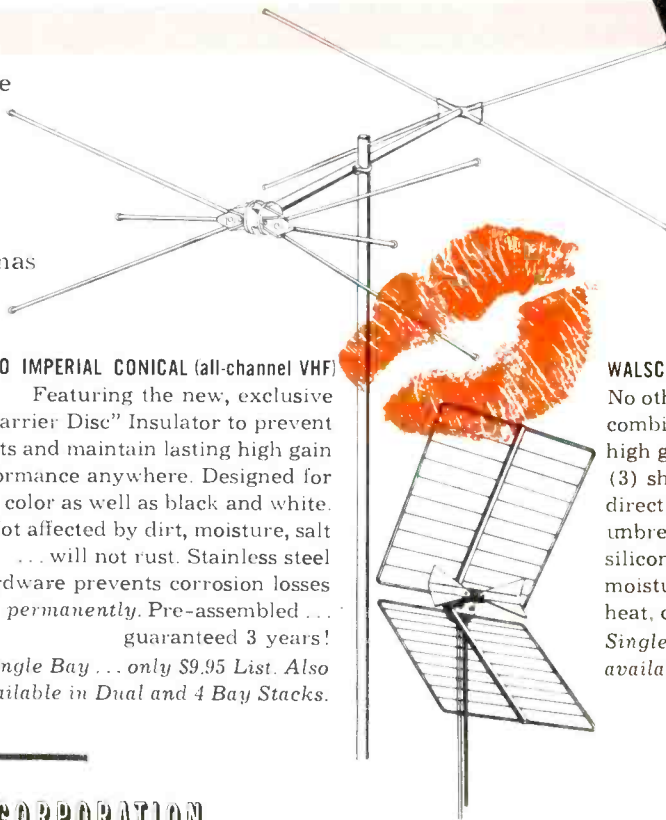 e
nas
O IMPERIAL CONICAL (all-channel VHF)
Featuring the new, exclusive
arrier Disc" Insulator to prevent
ts and maintain lasting high gain
ormance anywhere. Designed for
color as well as black and white.
ot affected by dirt, moisture, salt
... will not rust. Stainless steel
rdware prevents corrosion losses
permanently. Pre-assembled ...
guaranteed 3 years!
ngle Bay ... only $9.95 List. Also
ailable in Dual and 4 Bay Stacks.
WALSC
No oth
combi
high g
(3) sh
direct
umbre
silicon
moistu
heat, c
Single
availa
CORPORATION